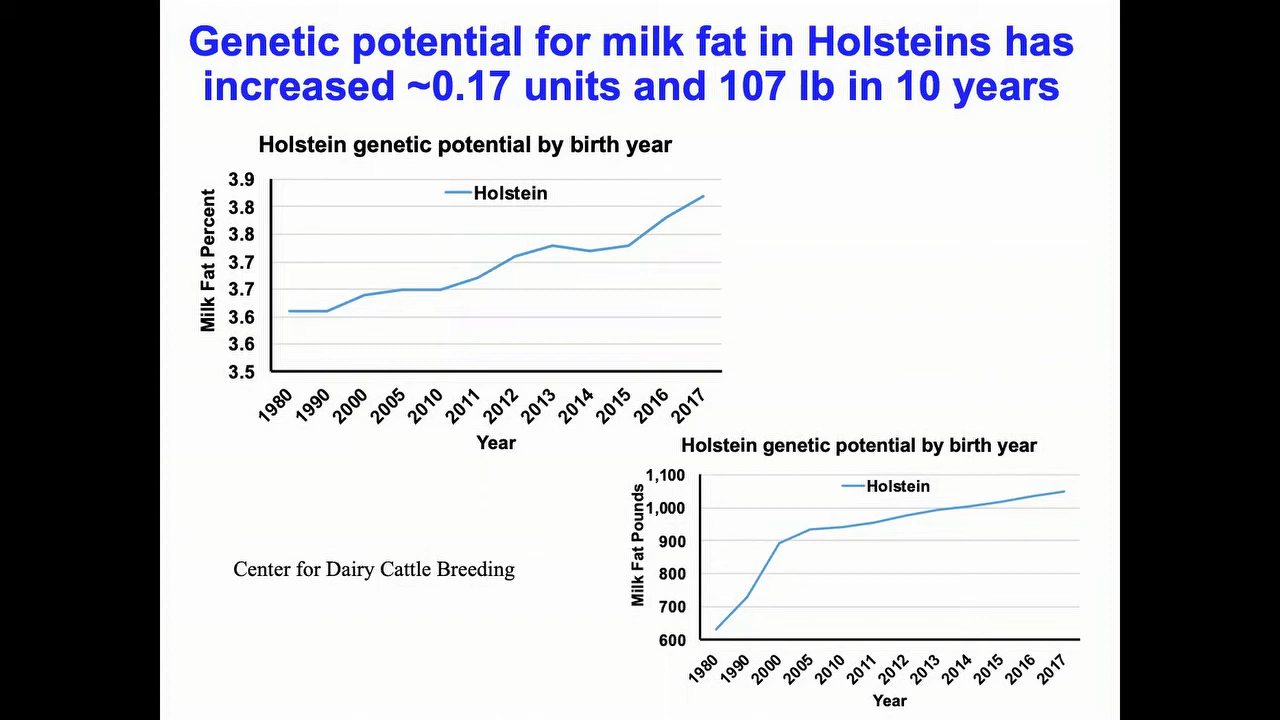 Genetic potential for milk fat in Holsteins has
increased ~0.17 units and 107 lb in 10 years
Holstein genetic potential by birth year
Holstein
Milk Fat Percent
3.9
3.8
3.8
3.7
3.7
3.6
3.6
3.5
1980 1990 2000 2005 2010 2011 2012 2013 2014 2015 2016 2017
Year
Holstein genetic potential by birth year
Holstein
Milk Fat Pounds
1,100
1,000
900
800
700
600
1980 1990 2000 2005 2010 2011 2012 2013 2014 2015 2016 2017
Year
Center for Dairy Cattle Breeding